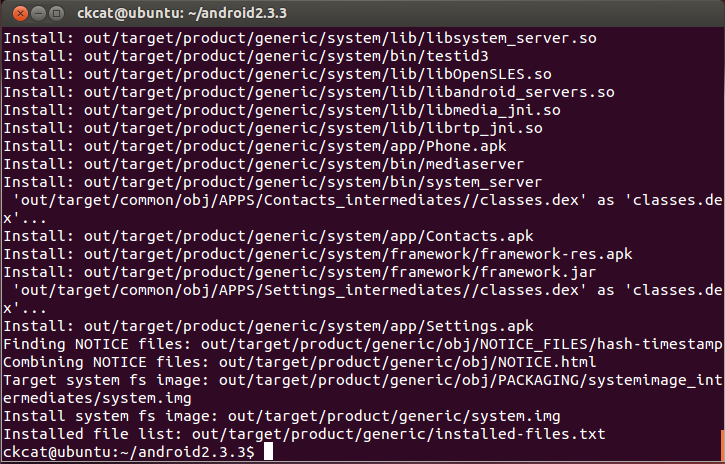 ckcat@ubuntu: ~/android2.3.3
Install: out/target/product/generic/system/lib/libsystem_server.so
Install: out/target/product/generic/system/bin/testid3
Install: out/target/product/generic/system/lib/libOpenSLES.so
Install: out/target/product/generic/system/lib/libandroid_servers.so
Install: out/target/product/generic/system/lib/libmedia_jni.so
Install: out/target/product/generic/system/lib/librtp_jni.so
Install: out/target/product/generic/system/app/Phone.apk
Install: out/target/product/generic/system/bin/mediaserver
Install: out/target/product/generic/system/bin/system_server
 'out/target/common/obj/APPS/Contacts_intermediates//classes.dex' as 'classes.de
x'...
Install: out/target/product/generic/system/app/Contacts.apk
Install: out/target/product/generic/system/framework/framework-res.apk
Install: out/target/product/generic/system/framework/framework.jar
 'out/target/common/obj/APPS/Settings_intermediates//classes.dex' as 'classes.de
x'...
Install: out/target/product/generic/system/app/Settings.apk
Finding NOTICE files: out/target/product/generic/obj/NOTICE_FILES/hash-timestamp
Combining NOTICE files: out/target/product/generic/obj/NOTICE.html
Target system fs image: out/target/product/generic/obj/PACKAGING/systemimage_int
ermediates/system.img
Install system fs image: out/target/product/generic/system.img
Installed file list: out/target/product/generic/installed-files.txt
ckcat@ubuntu:~/android2.3.3$